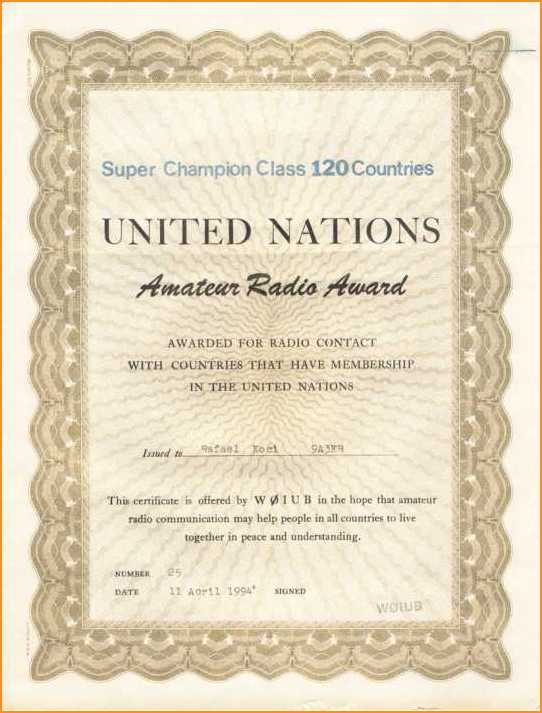 Super Champion Class 120 Countries
UNITED NATIONS
Amateur Radio Award
AWARDED FOR RADIO CONTACT
WITH COUNTRIES THAT HAVE MEMBERSHIP
IN THE UNITED NATIONS
Issued to Rafael Koci
This certificate is offered by WØIUB in the hope that amateur
radio communication may help people in all countries to live
together in peace and understanding.
NUMBER 25
DATE 11 April 1994 SIGNED
WØIUB